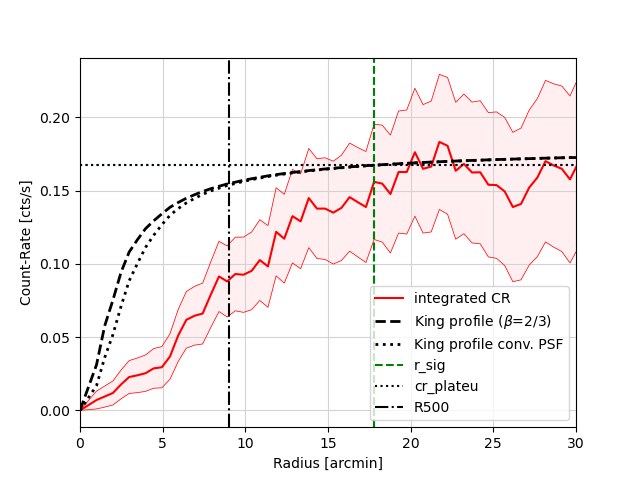 0.20
0.15
0.10
0.05
0.00
Count-Rate [cts/s]
integrated CR
King profile (β=2/3)
King profile conv. PSF
r_sig
cr_plateu
R500
0 5 10 15 20 25 30
Radius [arcmin]